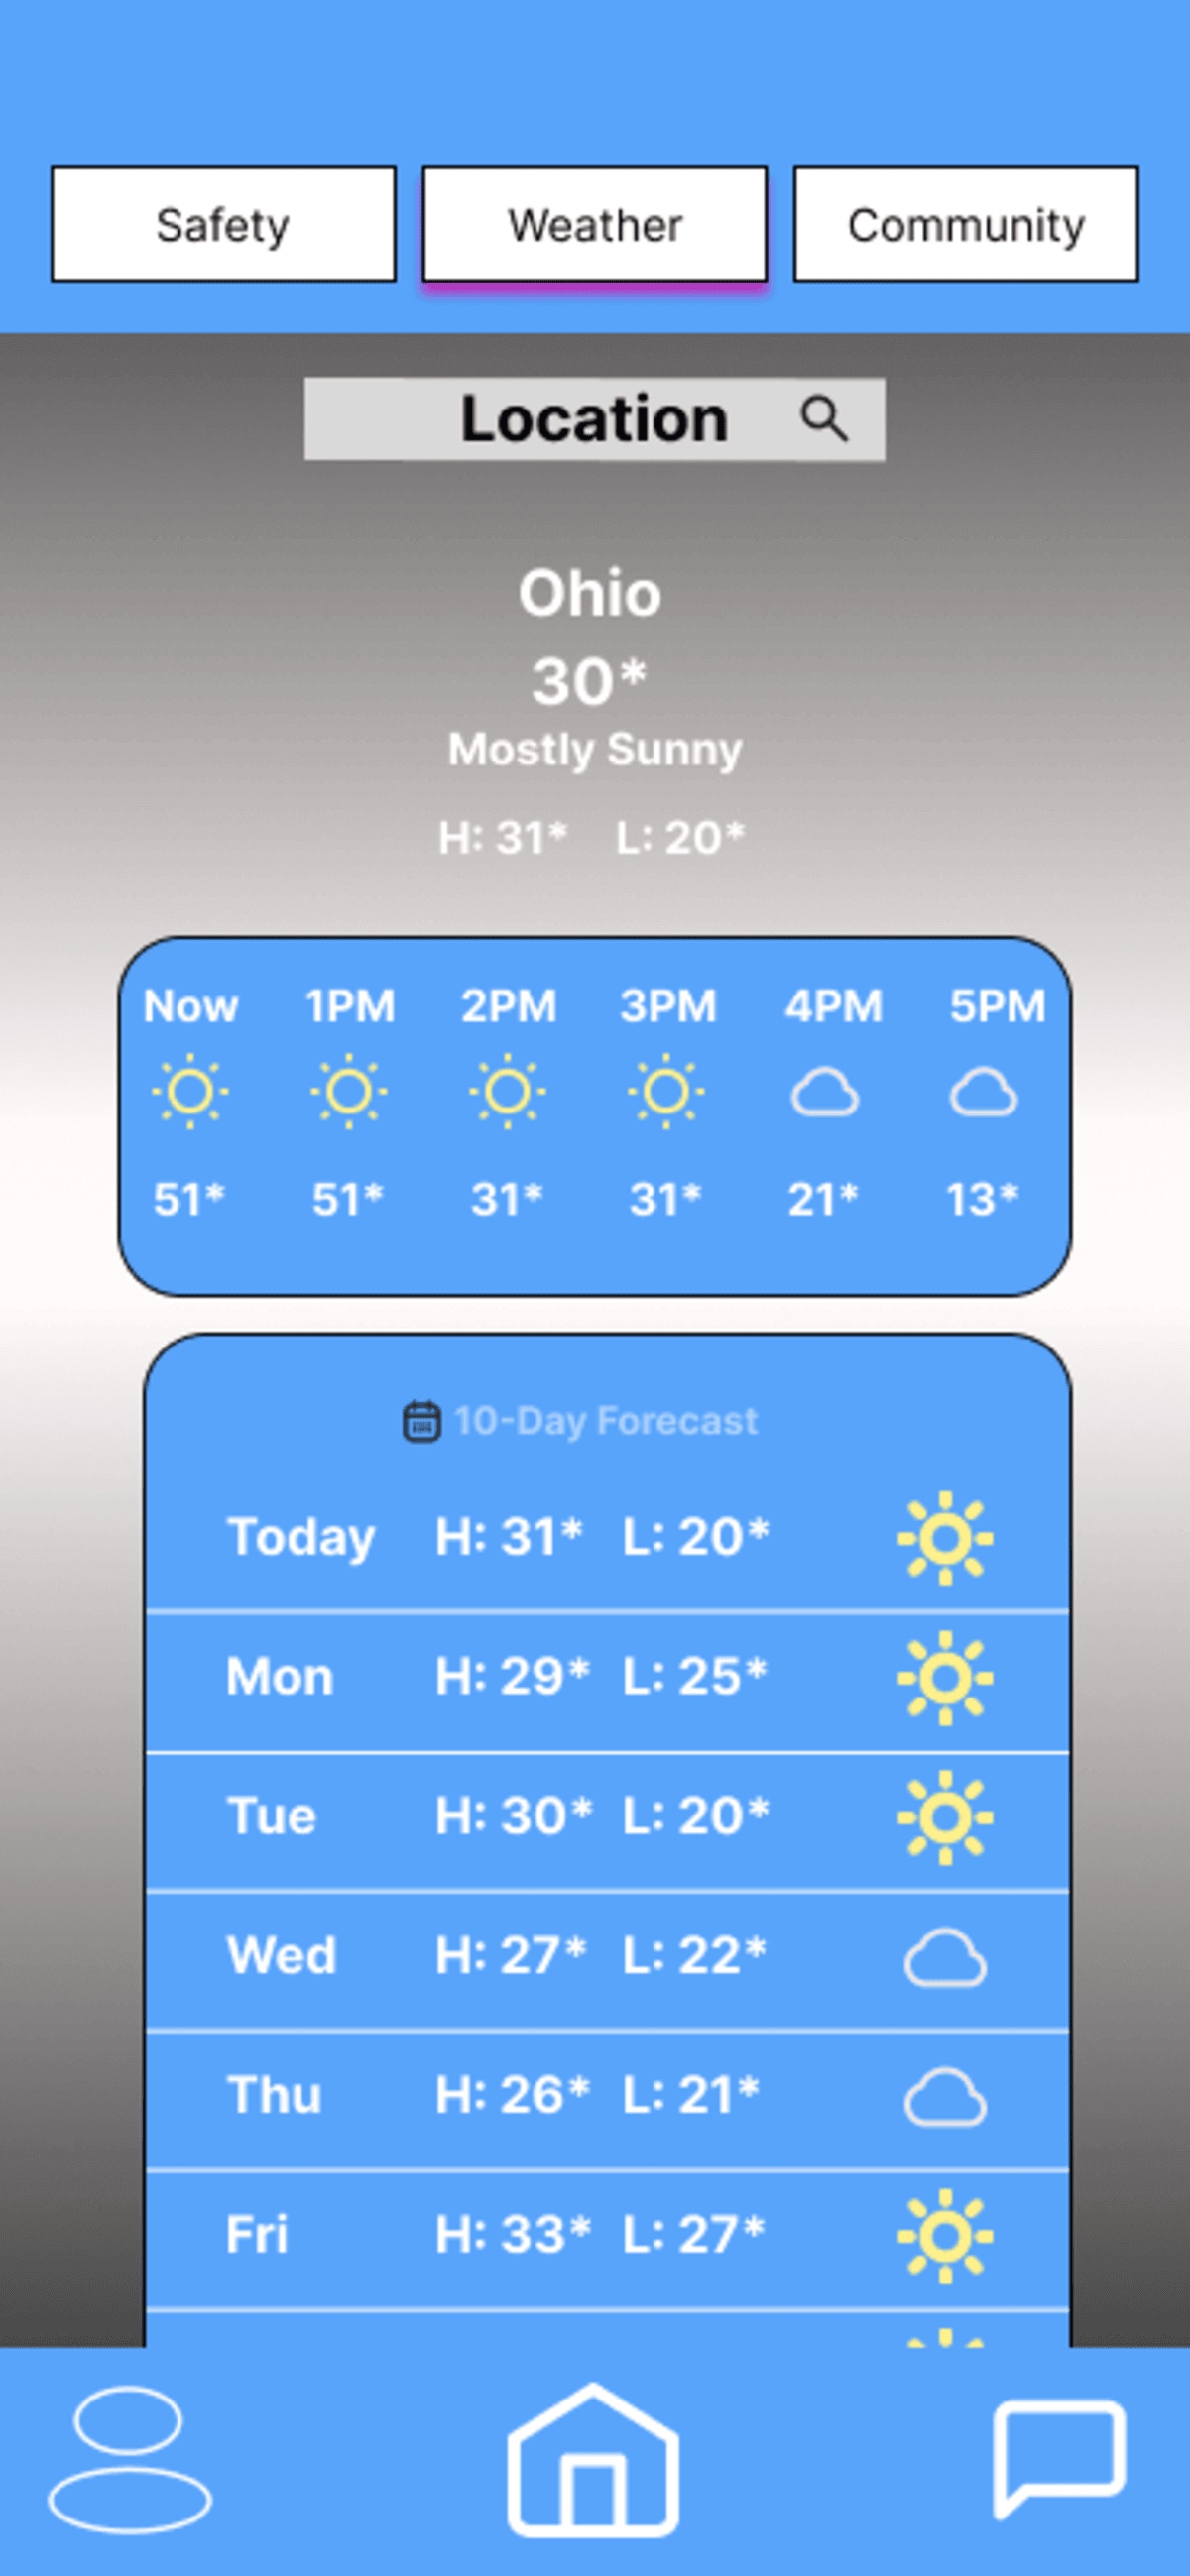 Safety Weather Community
Location
Ohio
30*
Mostly Sunny
H: 31* L: 20*
Now 1PM 2PM 3PM 4PM 5PM
51* 51* 31* 31* 21* 13*
10-Day Forecast
Today H: 31* L: 20*
Mon H: 29* L: 25*
Tue H: 30* L: 20*
Wed H: 27* L: 22*
Thu H: 26* L: 21*
Fri H: 33* L: 27*